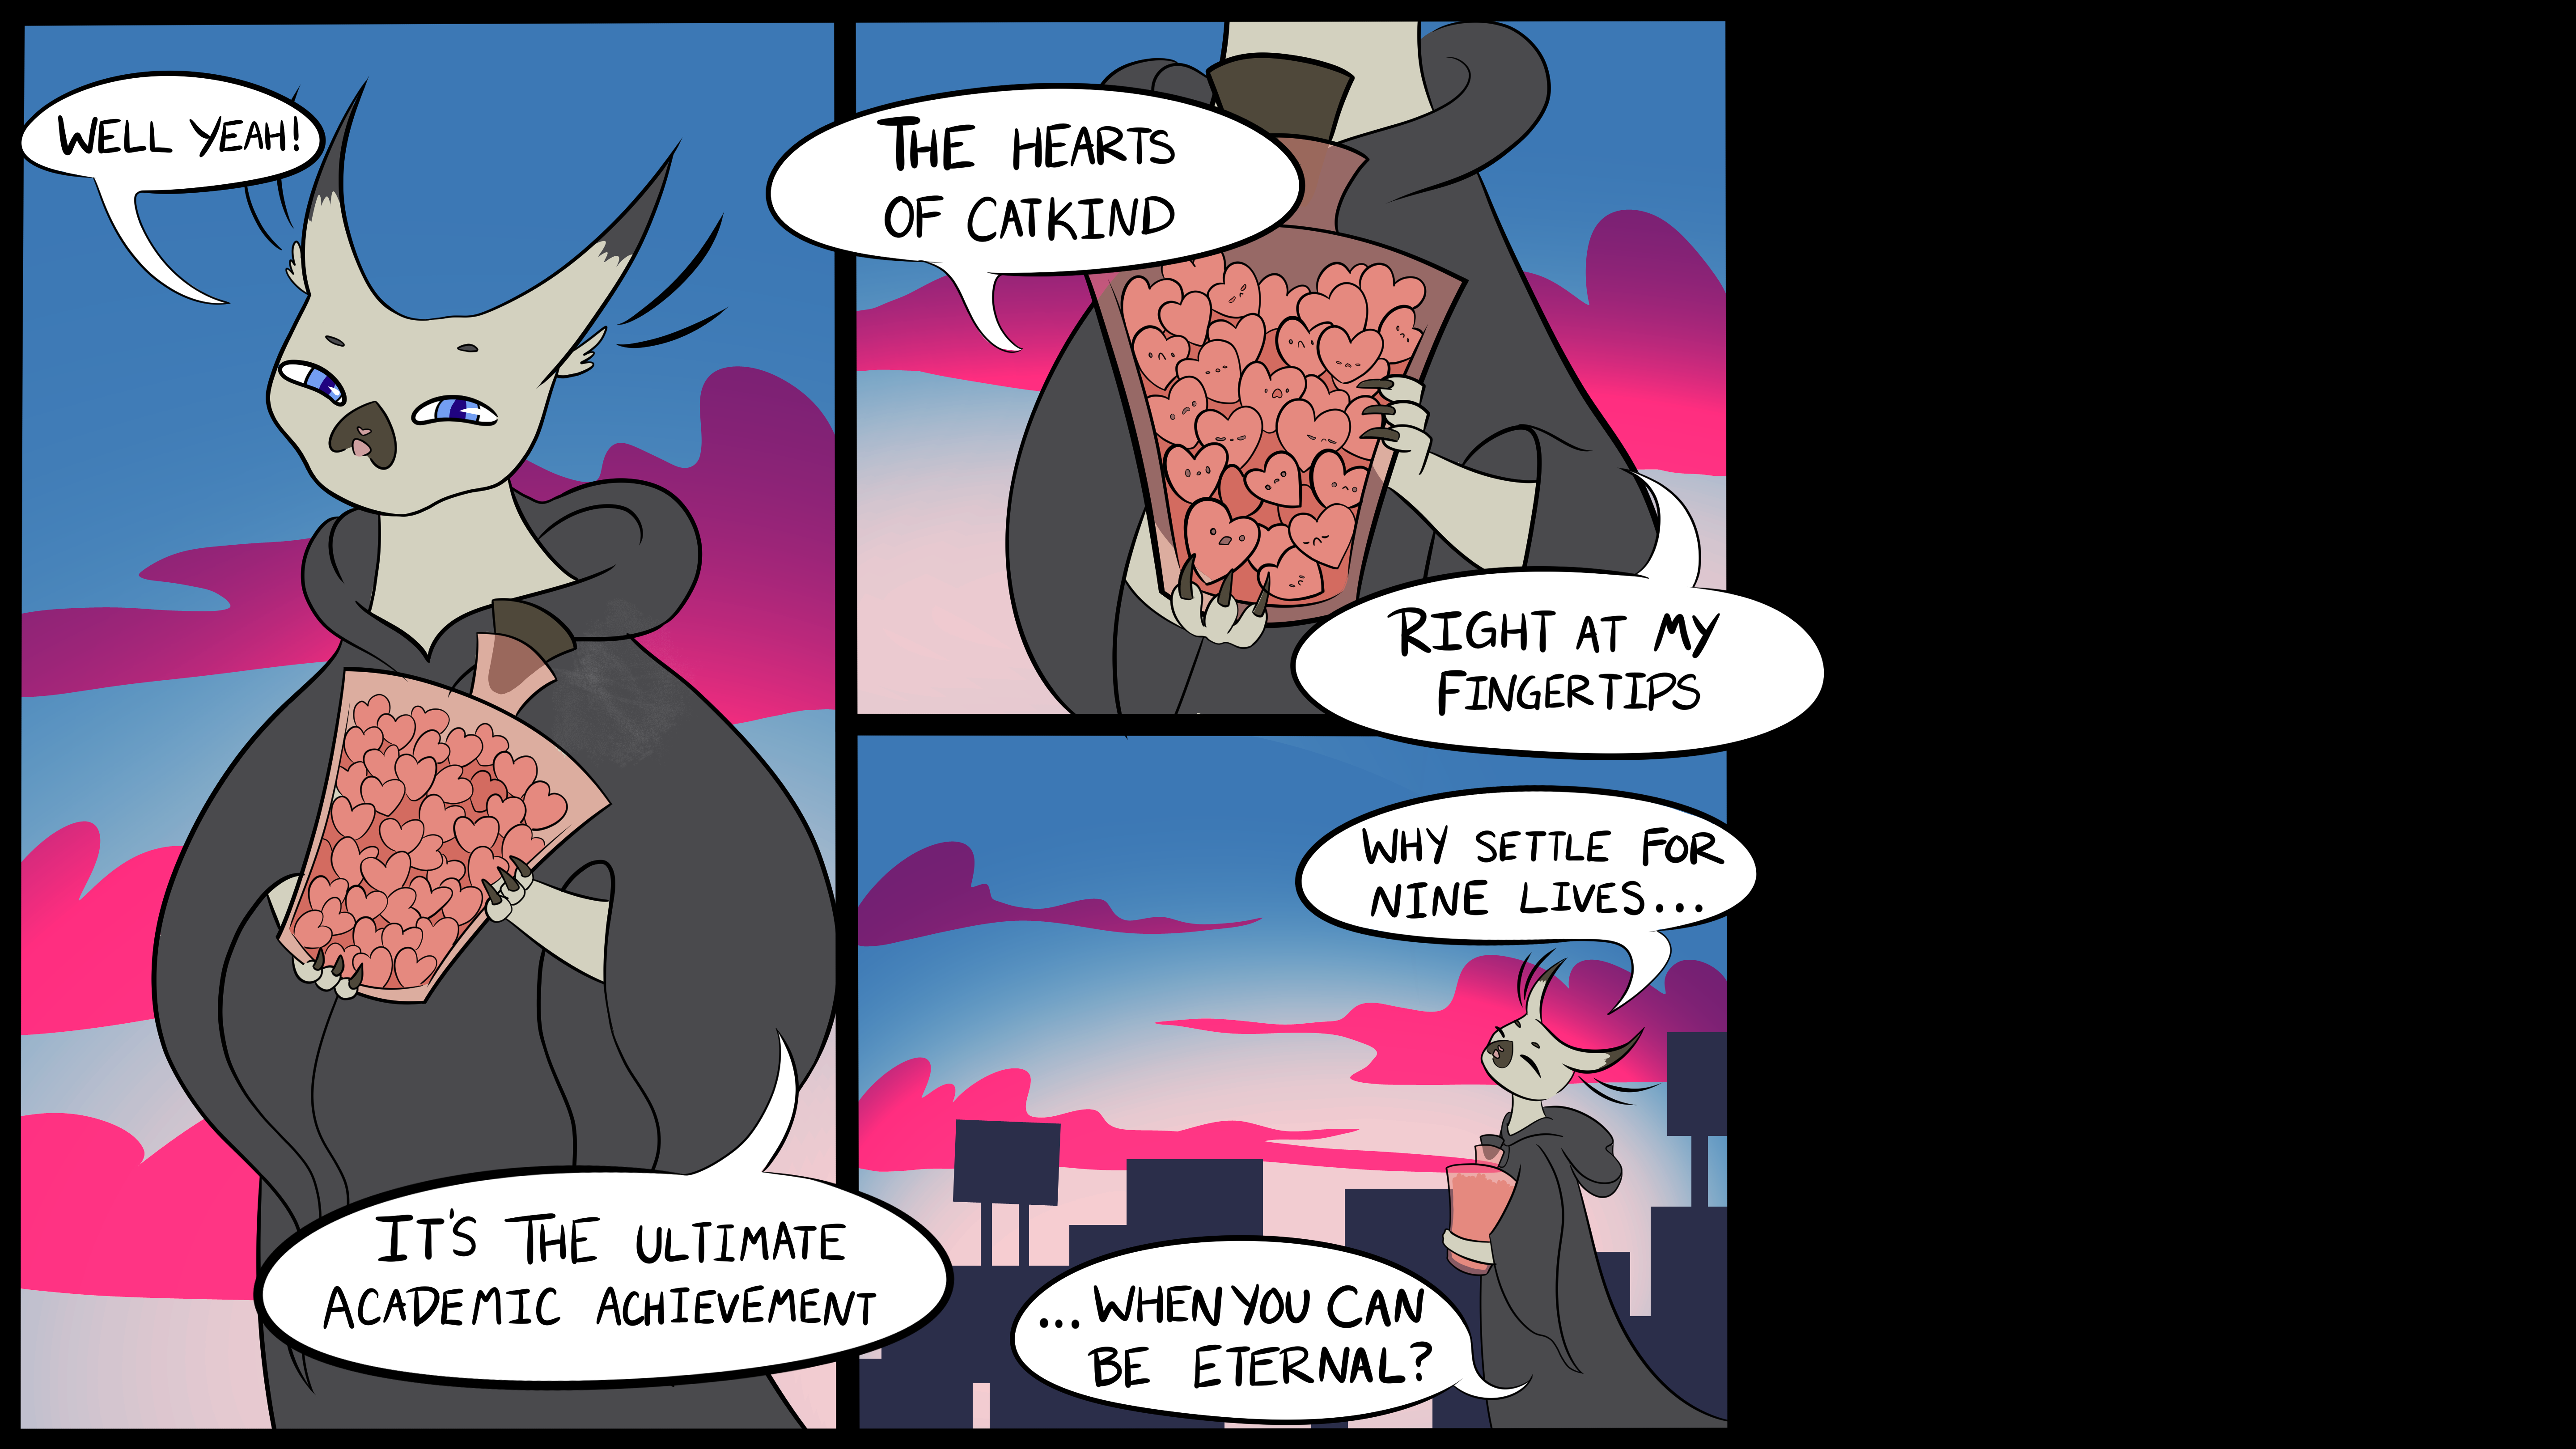 WELL YEAH!
IT'S THE ULTIMATE
ACADEMIC ACHIEVEMENT
THE HEARTS
OF CATKIND
RIGHT AT MY
FINGERTIPS
WHY SETTLE FOR
NINE LIVES...
...WHEN YOU CAN
BE ETERNAL?